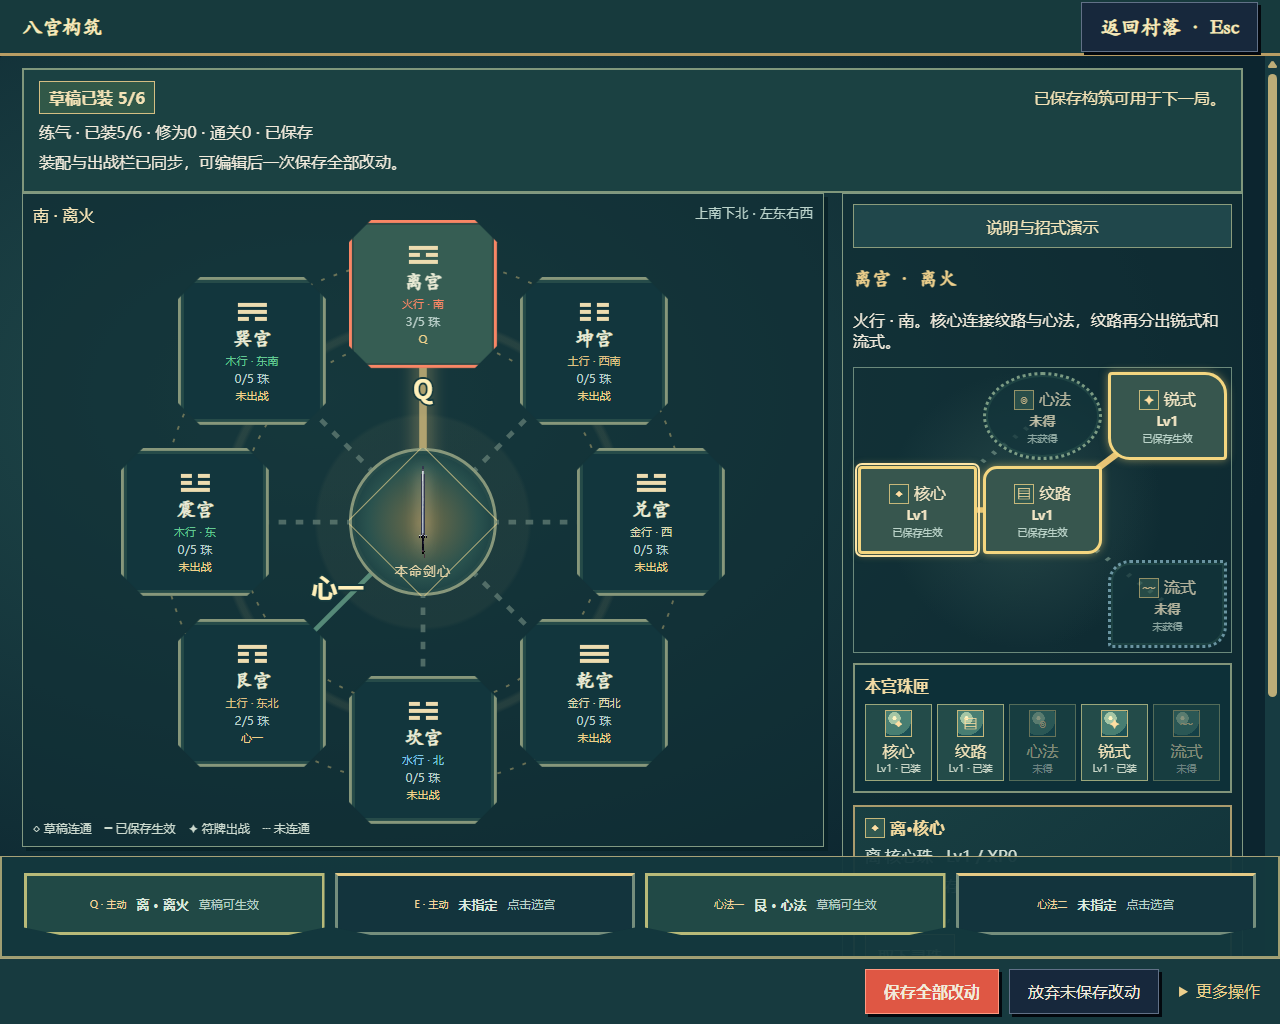 八宫构筑
返回村落 · Esc
草稿已装 5/6
已保存构筑可用于下一局。
练气 · 已装5/6 · 修为0 · 通关0 · 已保存
装配与出战栏已同步，可编辑后一次保存全部改动。
南 · 离火
上南下北 · 左东右西
离宫
火行 · 南
3/5 珠
Q
巽宫
木行 · 东南
0/5 珠
未出战
坤宫
土行 · 西南
0/5 珠
未出战
Q
震宫
木行 · 东
0/5 珠
未出战
本命剑心
兑宫
金行 · 西
0/5 珠
未出战
心一
艮宫
土行 · 东北
2/5 珠
心一
坎宫
水行 · 北
0/5 珠
未出战
乾宫
金行 · 西北
0/5 珠
未出战
草稿连通 已保存生效 符牌出战 未连通
说明与招式演示
离宫 · 离火
火行 · 南。核心连接纹路与心法，纹路再分出锐式和
流式。
心法
未得
未获得
锐式
Lv1
已保存生效
核心
Lv1
已保存生效
纹路
Lv1
已保存生效
流式
未得
未获得
本宫珠匣
核心
Lv1 · 已装
纹路
Lv1 · 已装
心法
未得
锐式
Lv1 · 已装
流式
未得
离•核心
离 核心珠 Lv1 / XP0
Q · 主动 离 • 离火 草稿可生效
E · 主动 未指定 点击选宫
心法一 艮 • 心法 草稿可生效
心法二 未指定 点击选宫
保存全部改动
放弃未保存改动
更多操作